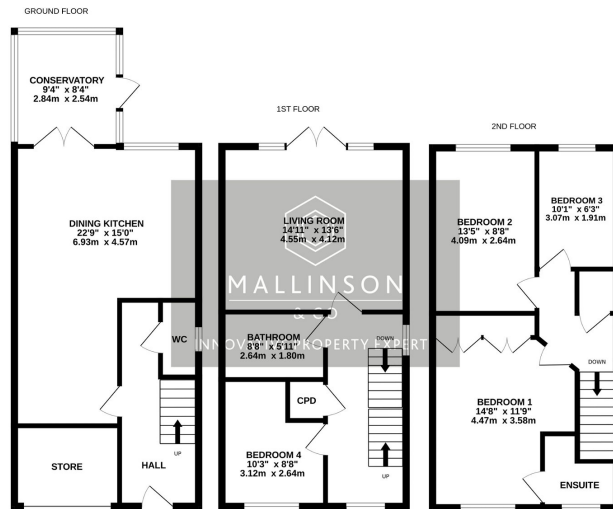 GROUND FLOOR
CONSERVATORY
9'4" x 8'4"
2.84m x 2.54m
DINING KITCHEN
22'9" x 15'0"
6.93m x 4.57m
WC
UP
STORE
HALL
1ST FLOOR
LIVING ROOM
14'11" x 13'6"
4.55m x 4.12m
MALLINSON
& CO
BATHROOM
8'8" x 5'11"
2.64m x 1.80m
DOWN
CPD
BEDROOM 4
10'3" x 8'8"
3.12m x 2.64m
UP
2ND FLOOR
BEDROOM 2
13'5" x 8'8"
4.09m x 2.64m
BEDROOM 3
10'1" x 6'3"
3.07m x 1.91m
DOWN
BEDROOM 1
14'8" x 11'9"
4.47m x 3.58m
ENSUITE
PROPERTY EXPERT